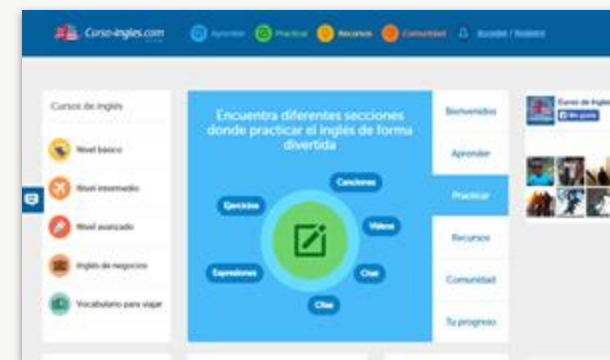 Curso-ingles.com
Aprender
Practicar
Recursos
Comunidad
Acceder / Registro
Cursos de inglés
Nivel básico
Nivel intermedio
Nivel avanzado
Inglés de negocios
Vocabulario para viajar
Encuentra diferentes secciones
donde practicar el inglés de forma
divertida
Canciones
Ejercicios
Videos
Expresiones
Chat
Citas
Bienvenidos
Aprender
Practicar
Recursos
Comunidad
Tu progreso
Curso de Ingles
Me gusta